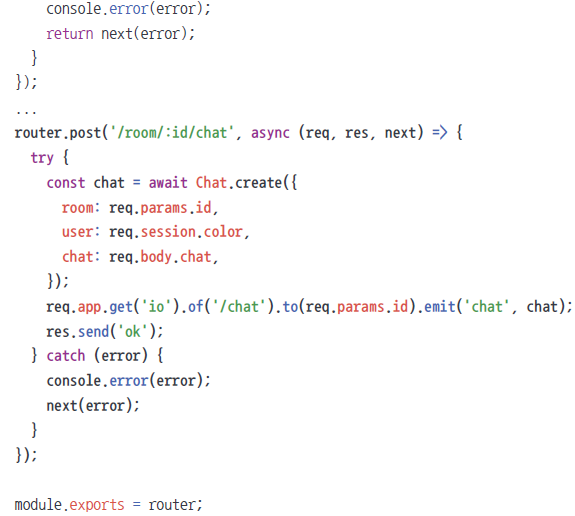 console.error(error);
    return next(error);
  }
});
...
router.post('/room/:id/chat', async (req, res, next) => {
  try {
    const chat = await Chat.create({
      room: req.params.id,
      user: req.session.color,
      chat: req.body.chat,
    });
    req.app.get('io').of('/chat').to(req.params.id).emit('chat', chat);
    res.send('ok');
  } catch (error) {
    console.error(error);
    next(error);
  }
});

module.exports = router;